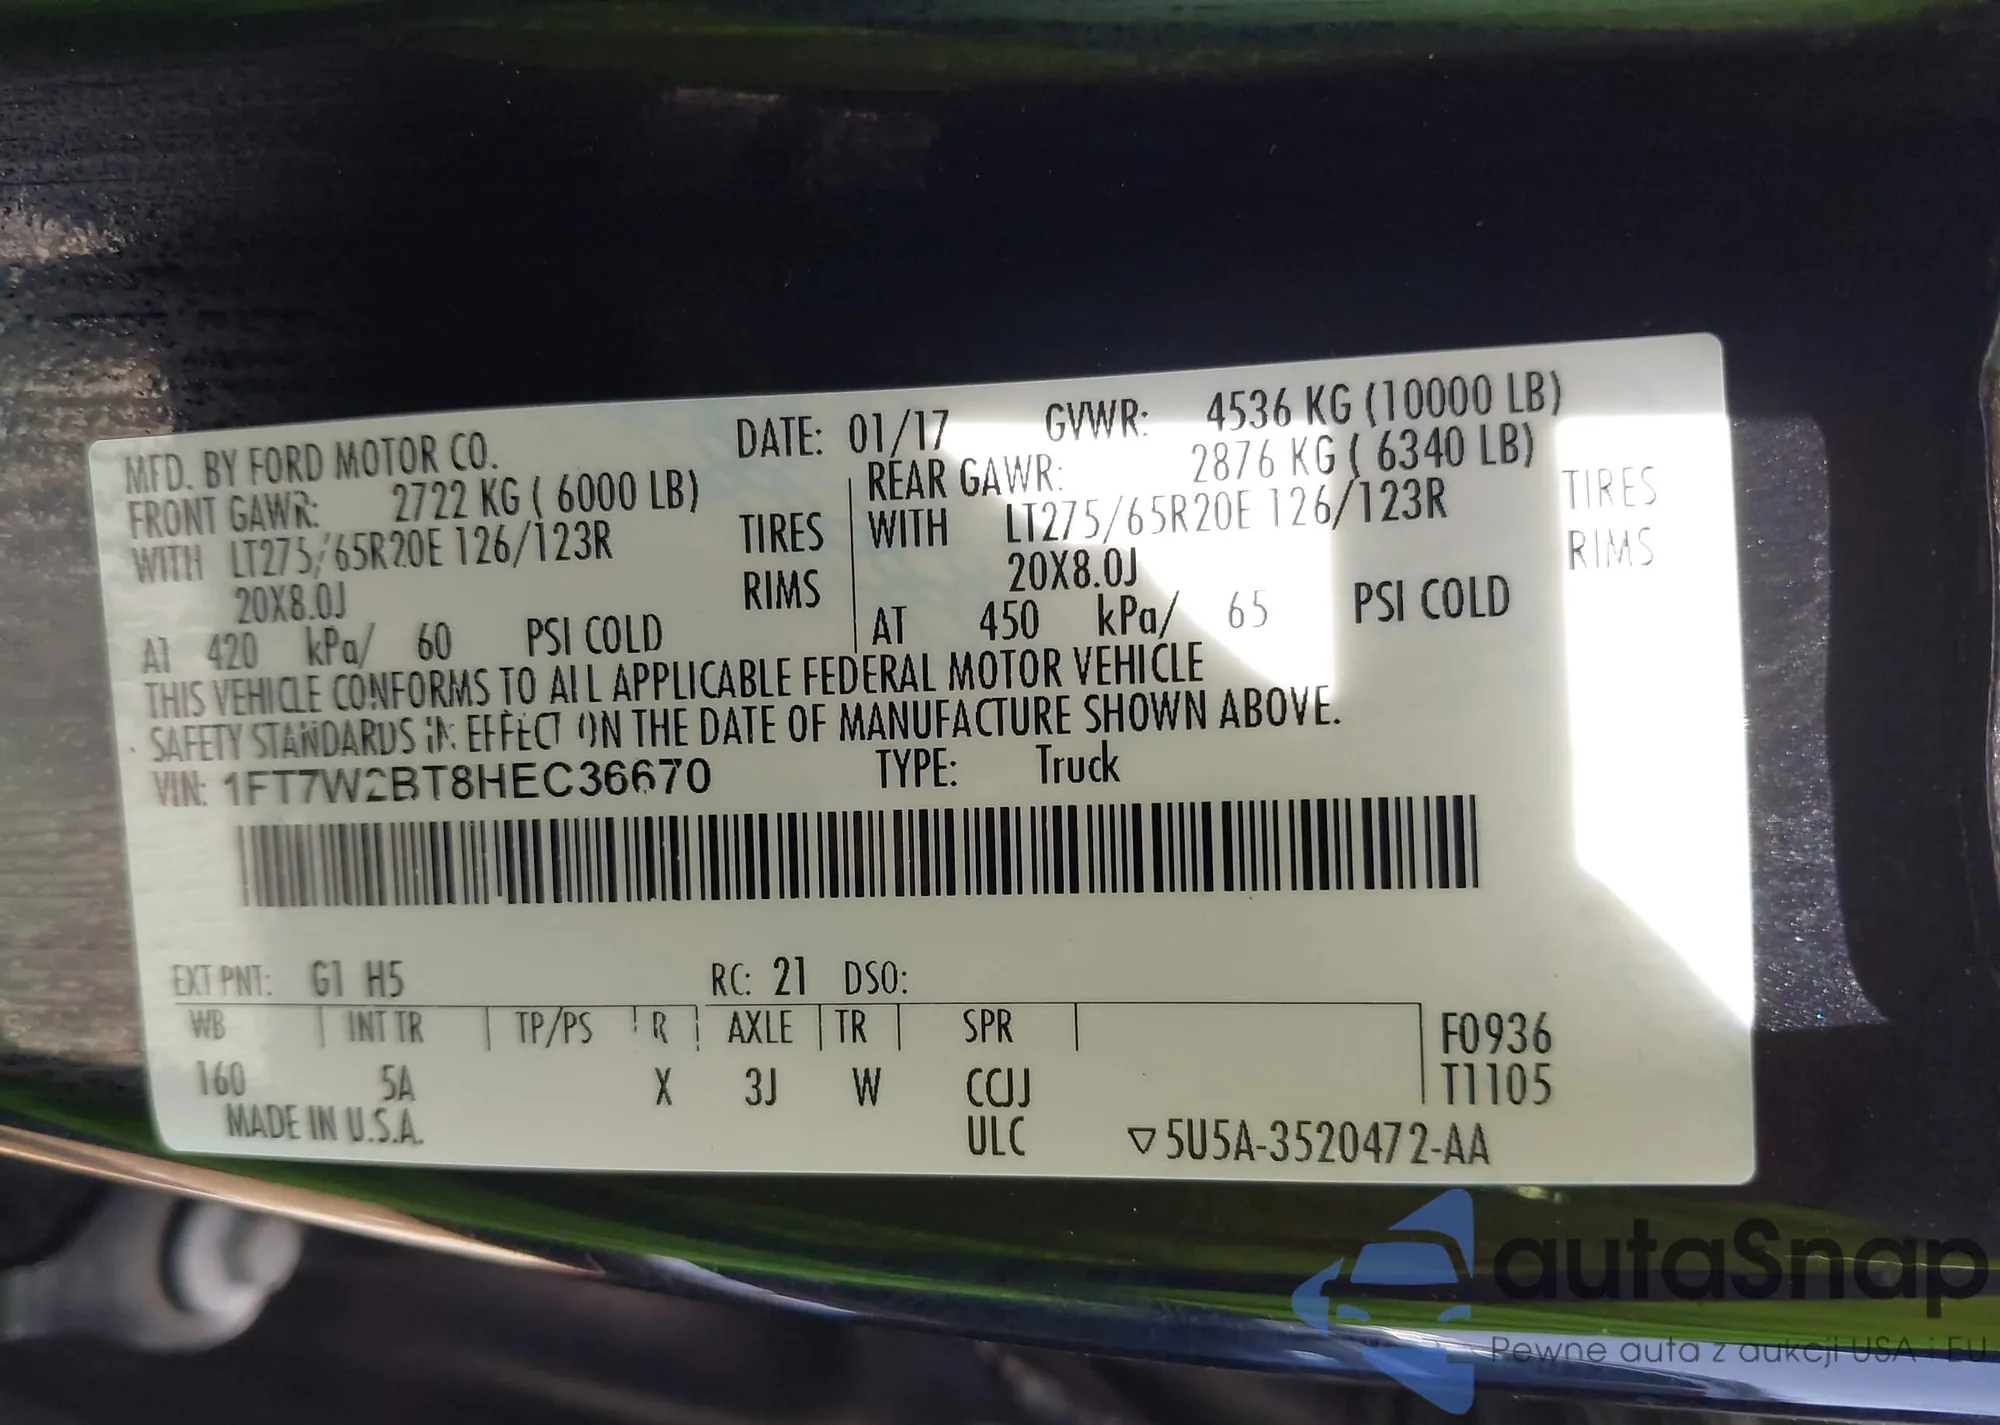 MFD. BY FORD MOTOR CO. DATE: 01/17 GVWR: 4536 KG (10000 LB)
FRONT GAWR: 2722 KG ( 6000 LB) REAR GAWR: 2876 KG ( 6340 LB)
WITH LT275/65R20E 126/123R TIRES WITH LT275/65R20E 126/123R TIRES
20X8.0J RIMS 20X8.0J RIMS
AT 420 kPa/ 60 PSI COLD AT 450 kPa/ 65 PSI COLD
THIS VEHICLE CONFORMS TO ALL APPLICABLE FEDERAL MOTOR VEHICLE
SAFETY STANDARDS IN EFFECT ON THE DATE OF MANUFACTURE SHOWN ABOVE.
VIN: 1FT7W2BT8HEC36670 TYPE: Truck
EXT PNT: G1 H5 RC: 21 DSO:
WB INT TR TP/PS R AXLE TR SPR F0936
160 5A X 3J W CCJJ T1105
MADE IN U.S.A. ULC ▽5U5A-3520472-AA
autaSnap
Pewne auta z aukcji USA i EU